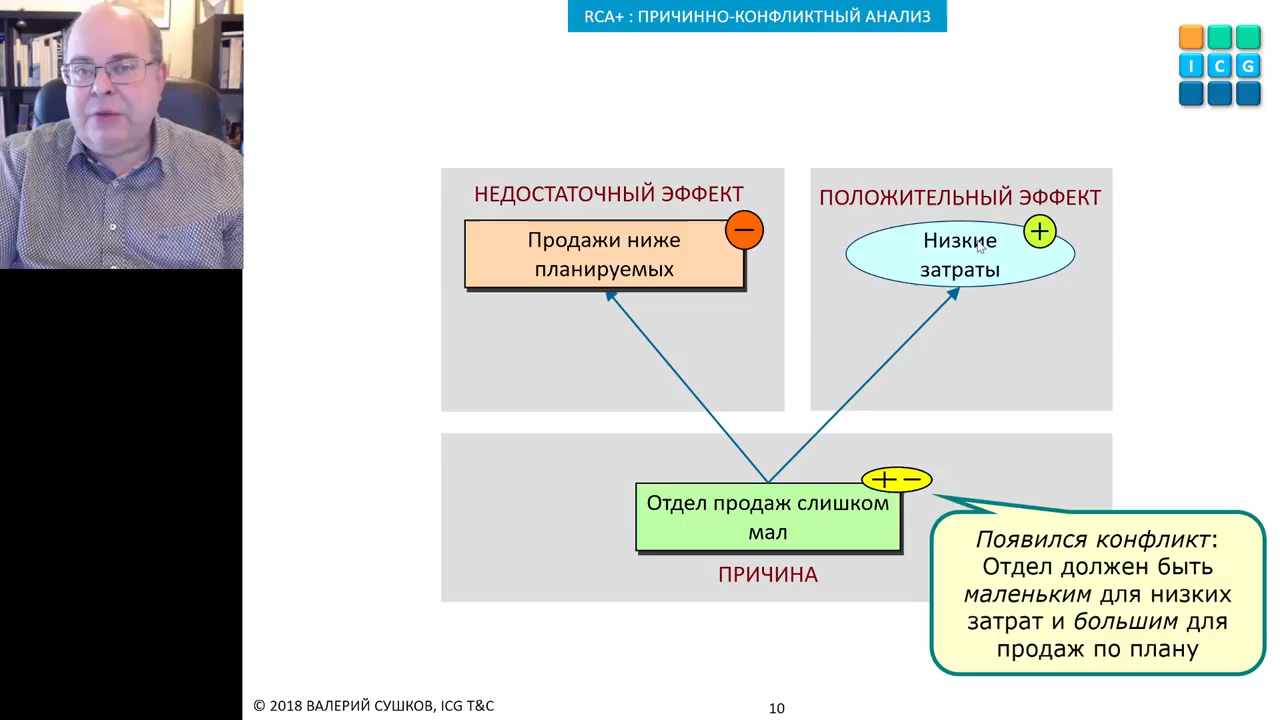 RCA+ : ПРИЧИННО-КОНФЛИКТНЫЙ АНАЛИЗ
I C G
НЕДОСТАТОЧНЫЙ ЭФФЕКТ
Продажи ниже
планируемых
−
ПОЛОЖИТЕЛЬНЫЙ ЭФФЕКТ
Низкие
затраты
+
Отдел продаж слишком
мал
+ −
ПРИЧИНА
Появился конфликт:
Отдел должен быть
маленьким для низких
затрат и большим для
продаж по плану
© 2018 ВАЛЕРИЙ СУШКОВ, ICG T&C
10